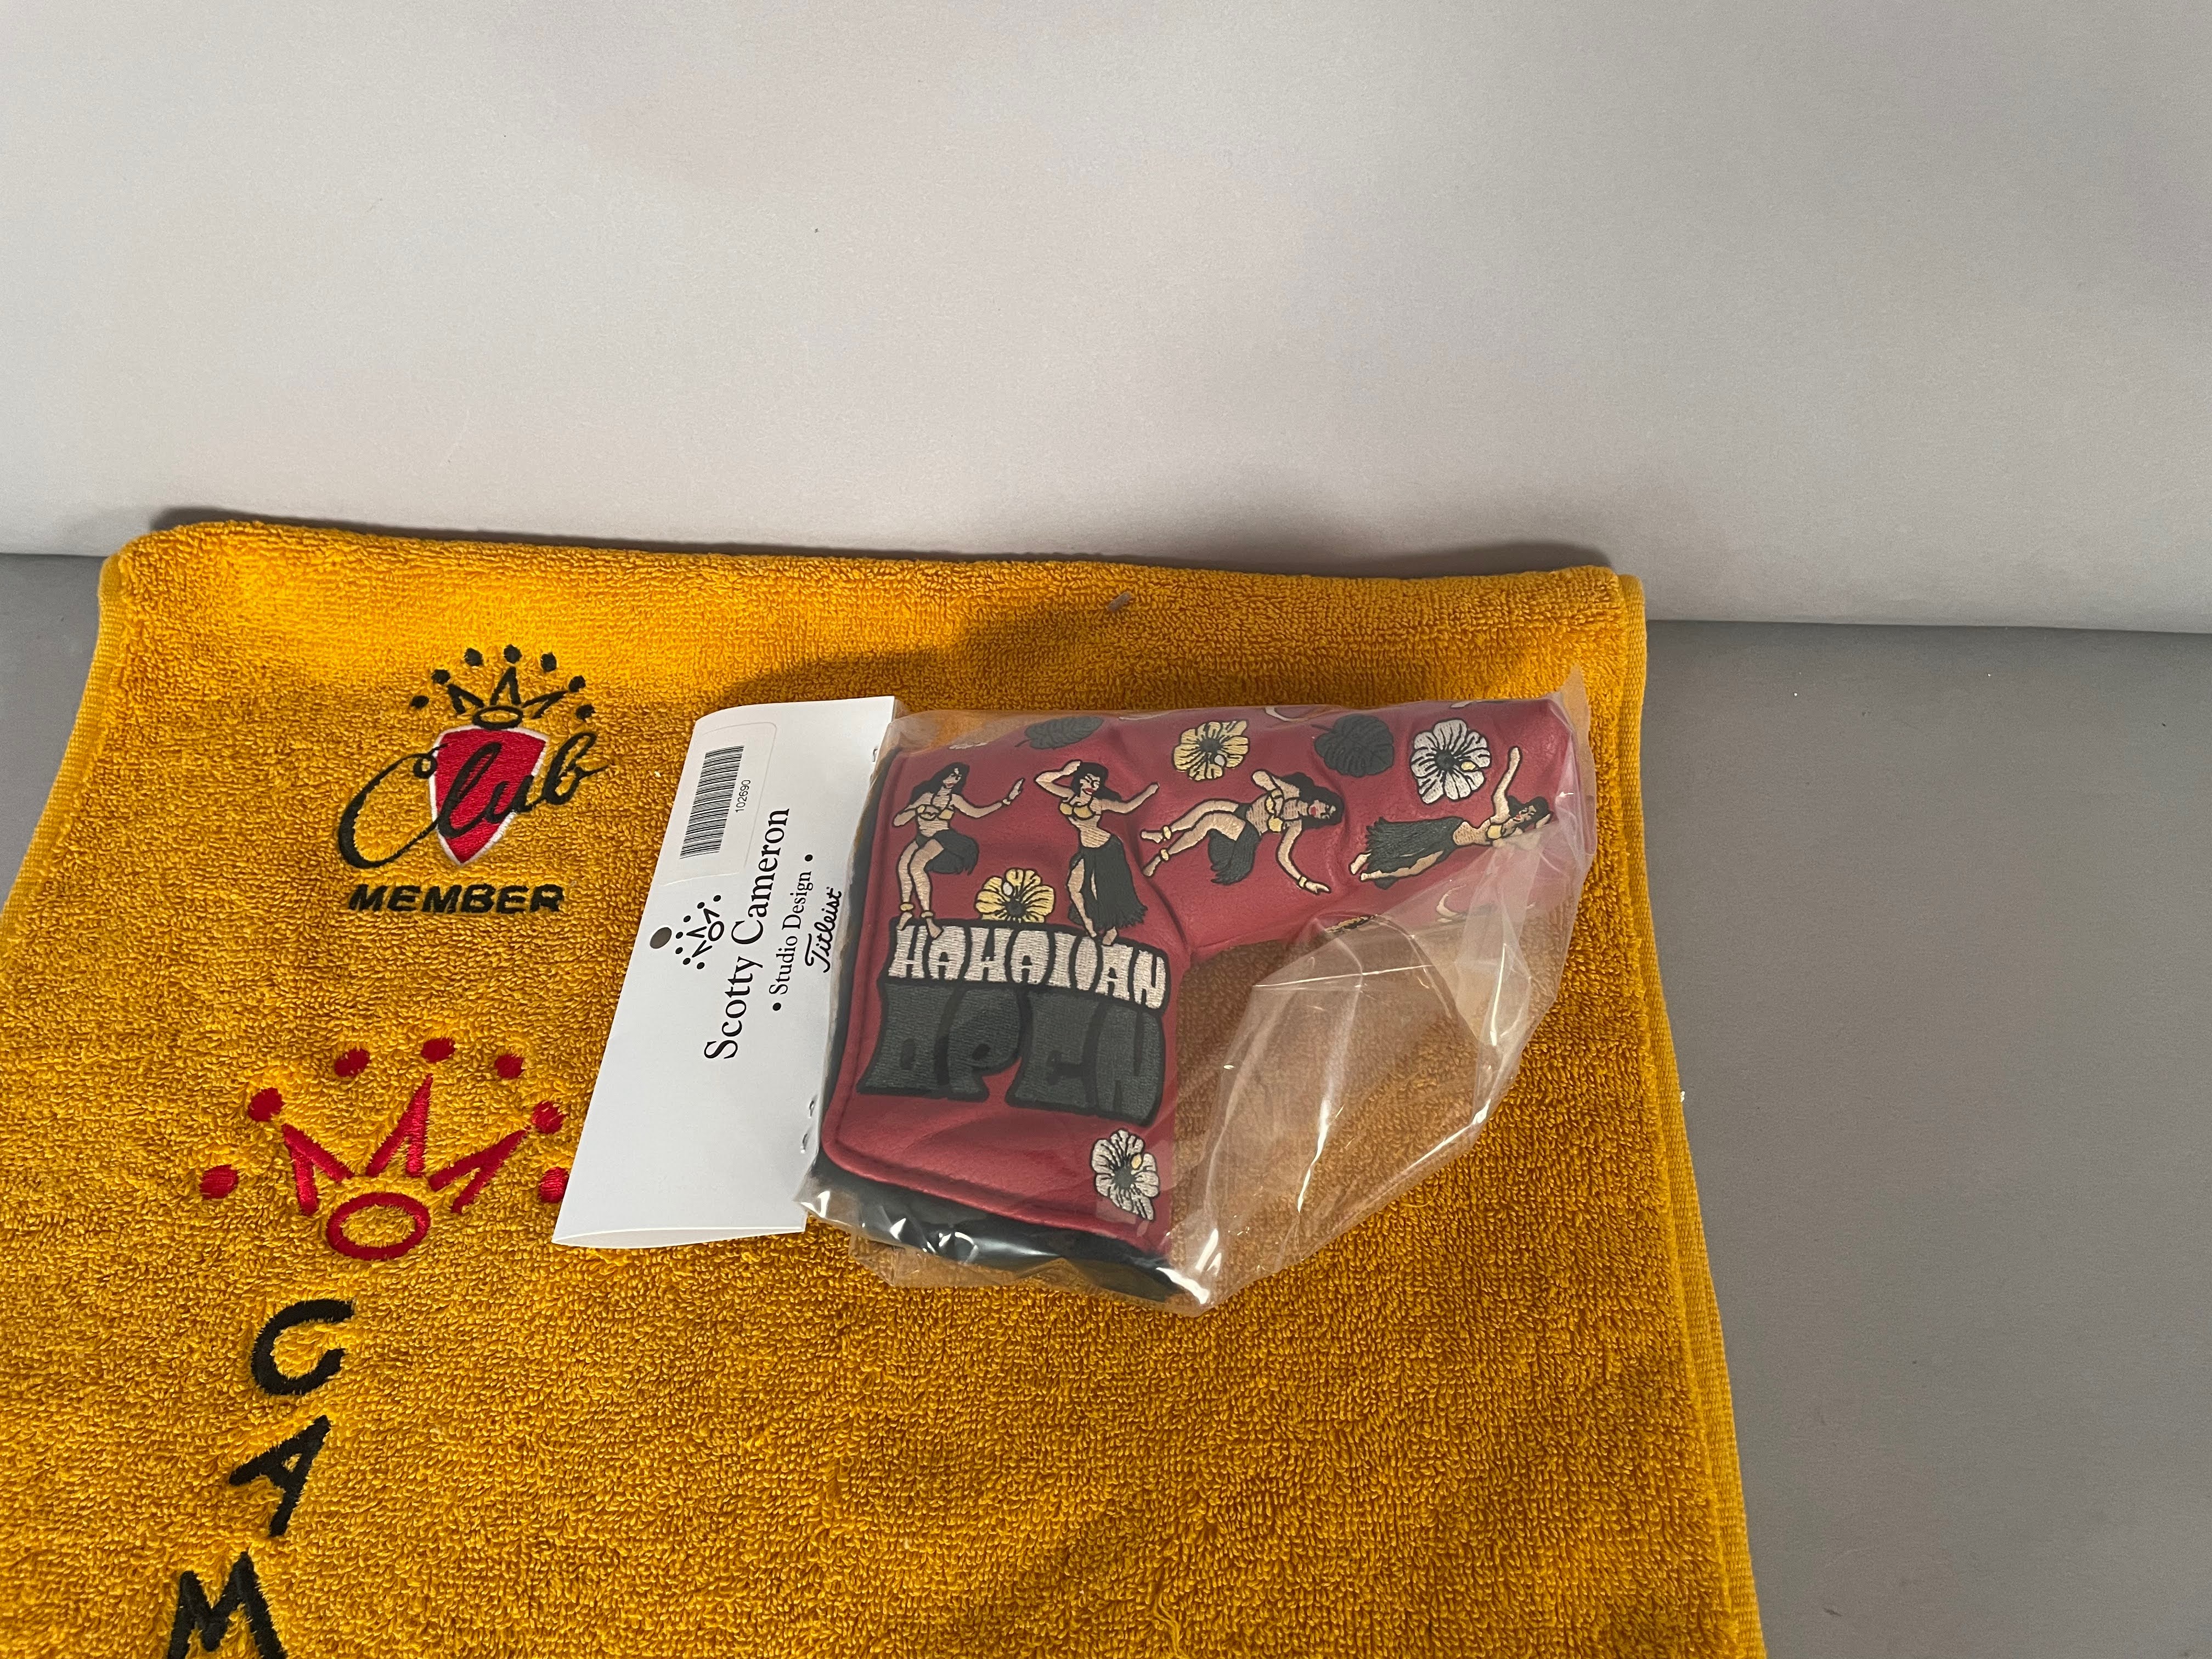 Club
MEMBER
CAM
102690
Scotty Cameron
• Studio Design •
Titleist
HAWAIIAN
OPEN